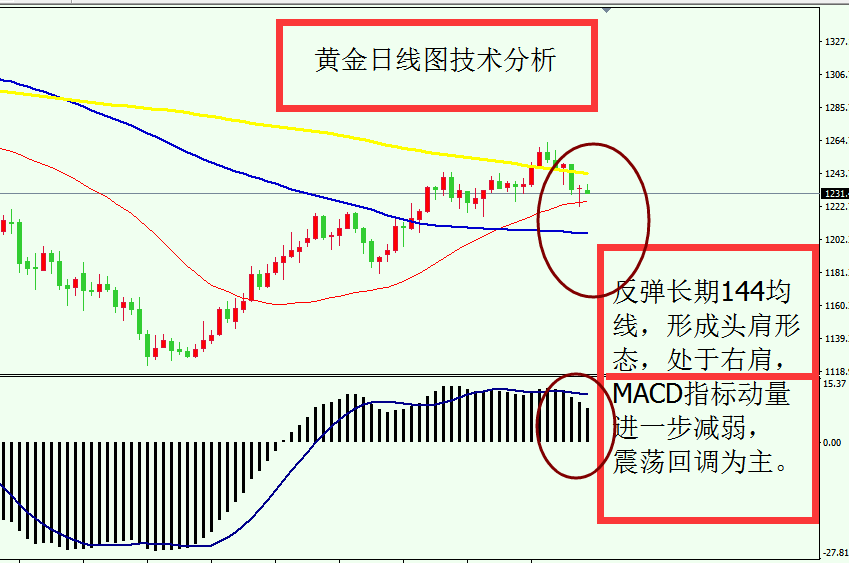 黄金日线图技术分析
1327.
1306.
1285.
1264.
1243.
1231.
1222.
1202.
1181.
1160.
1139.
1118.9
反弹长期144均
线，形成头肩形
态，处于右肩，
MACD指标动量
进一步减弱，
震荡回调为主。
15.37
0.00
-27.81